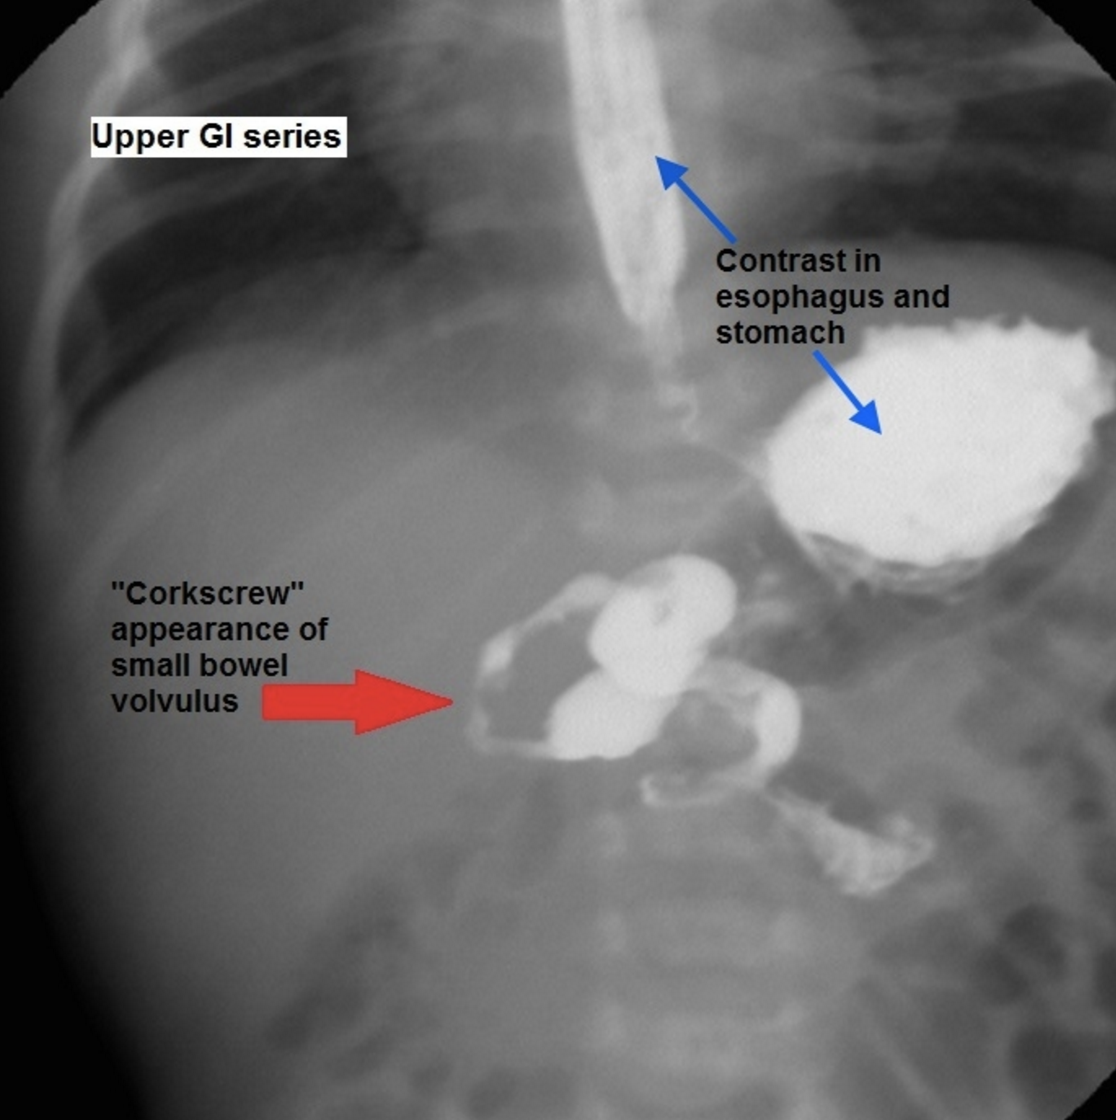 Upper GI series
Contrast in
esophagus and
stomach
"Corkscrew"
appearance of
small bowel
volvulus